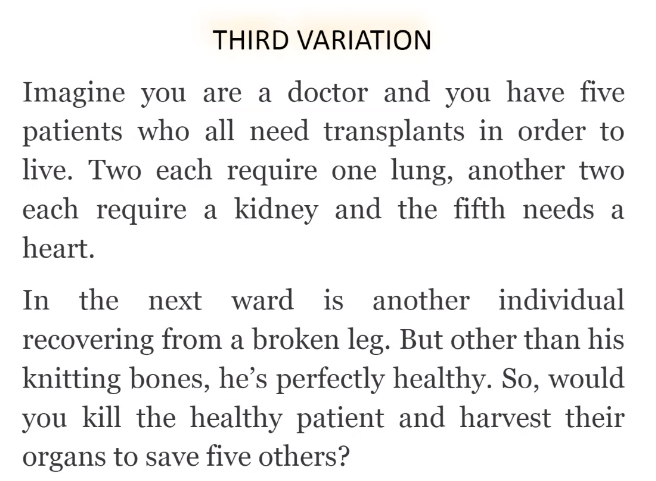 THIRD VARIATION
Imagine you are a doctor and you have five
patients who all need transplants in order to
live. Two each require one lung, another two
each require a kidney and the fifth needs a
heart.
In the next ward is another individual
recovering from a broken leg. But other than his
knitting bones, he’s perfectly healthy. So, would
you kill the healthy patient and harvest their
organs to save five others?